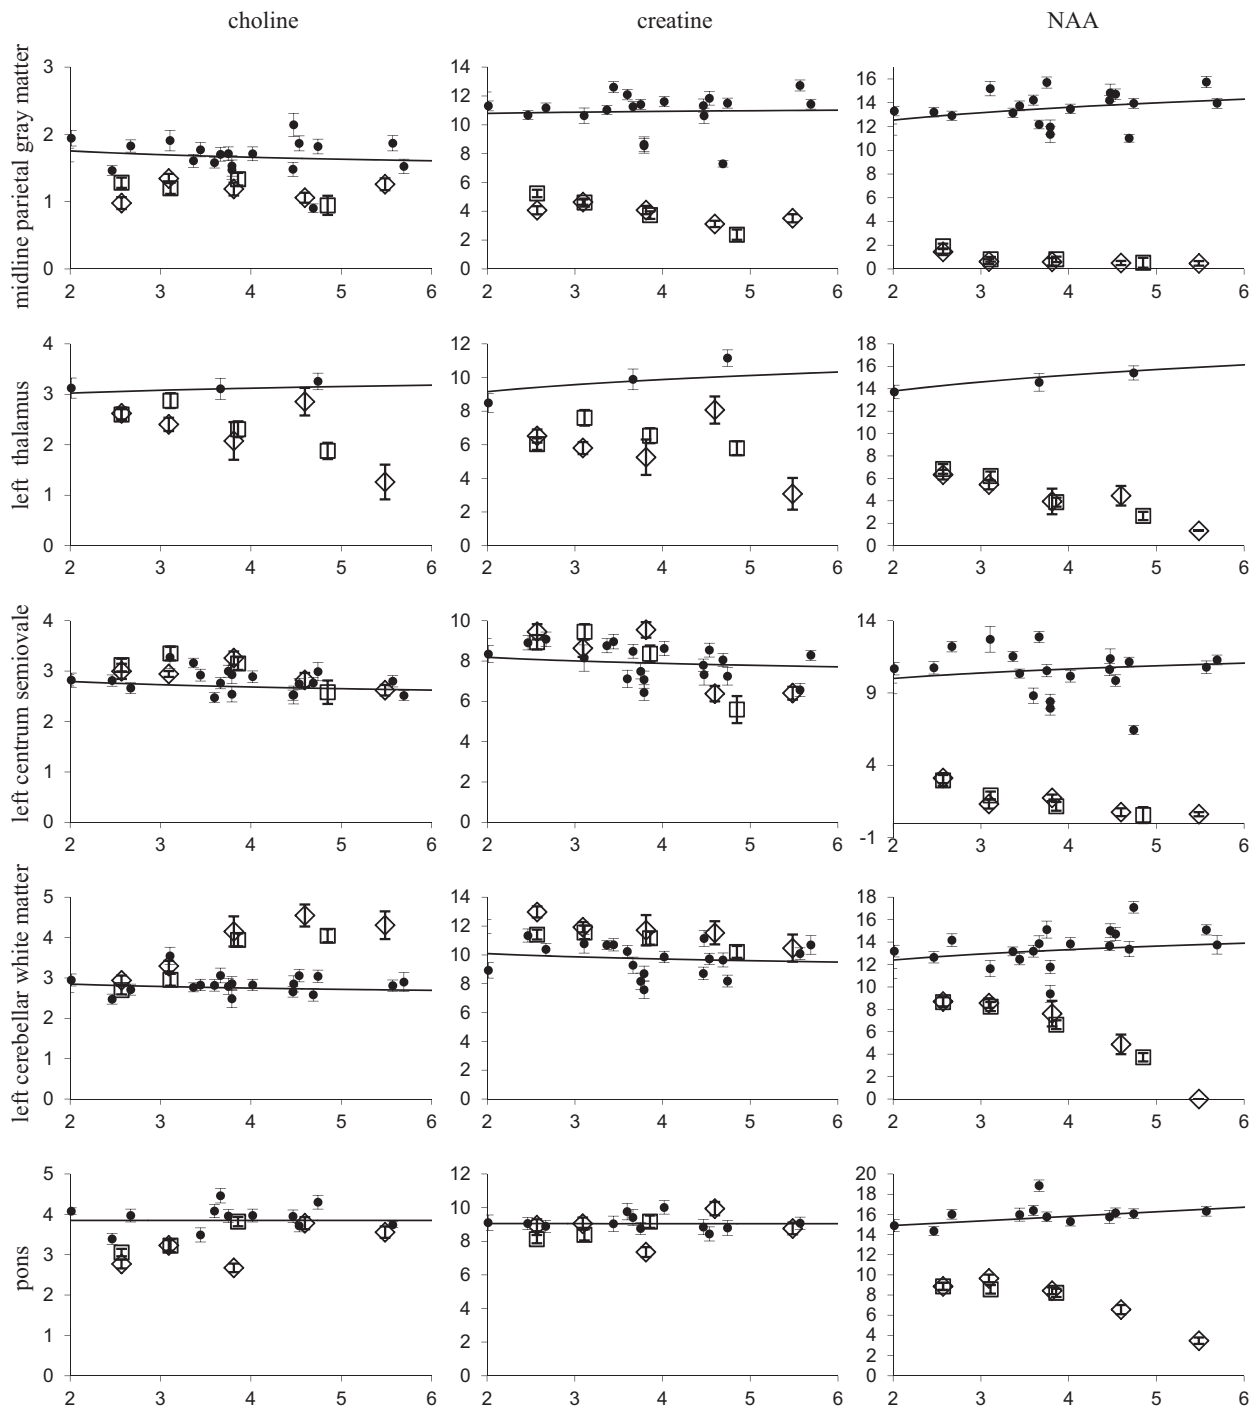 choline creatine NAA
midline parietal gray matter
3 14 16
12 14
2 10 12
8 10
1 6 8
4 6
2 4
2
0 0 0
2 3 4 5 6 2 3 4 5 6 2 3 4 5 6
left thalamus
4 12 18
10 16
3 8 14
12
2 6 10
8
1 4 6
2 4
2
0 0 0
2 3 4 5 6 2 3 4 5 6 2 3 4 5 6
left centrum semiovale
4 10 14
3 8
6 9
2
4 4
1 2
0 0 -1
2 3 4 5 6 2 3 4 5 6 2 3 4 5 6
left cerebellar white matter
5 14 18
12 16
4 10 14
3 8 12
10
2 6 8
4 6
1 2 4
2
0 0 0
2 3 4 5 6 2 3 4 5 6 2 3 4 5 6
pons
5 12 20
18
4 10 16
14
3 8 12
6 10
2 8
4 6
1 2 4
2
0 0 0
2 3 4 5 6 2 3 4 5 6 2 3 4 5 6